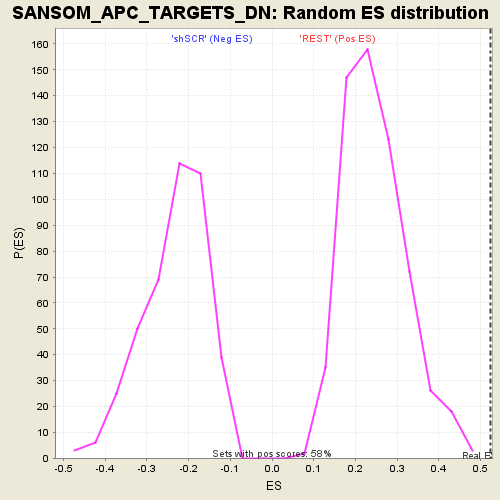 SANSOM_APC_TARGETS_DN: Random ES distribution
'shSCR' (Neg ES) 'REST' (Pos ES)
160
150
140
130
120
110
100
90
80
70
60
50
40
30
20
10
0
P(ES)
Sets with pos scores: 58%
Real E
-0.5 -0.4 -0.3 -0.2 -0.1 0.0 0.1 0.2 0.3 0.4 0.5
ES